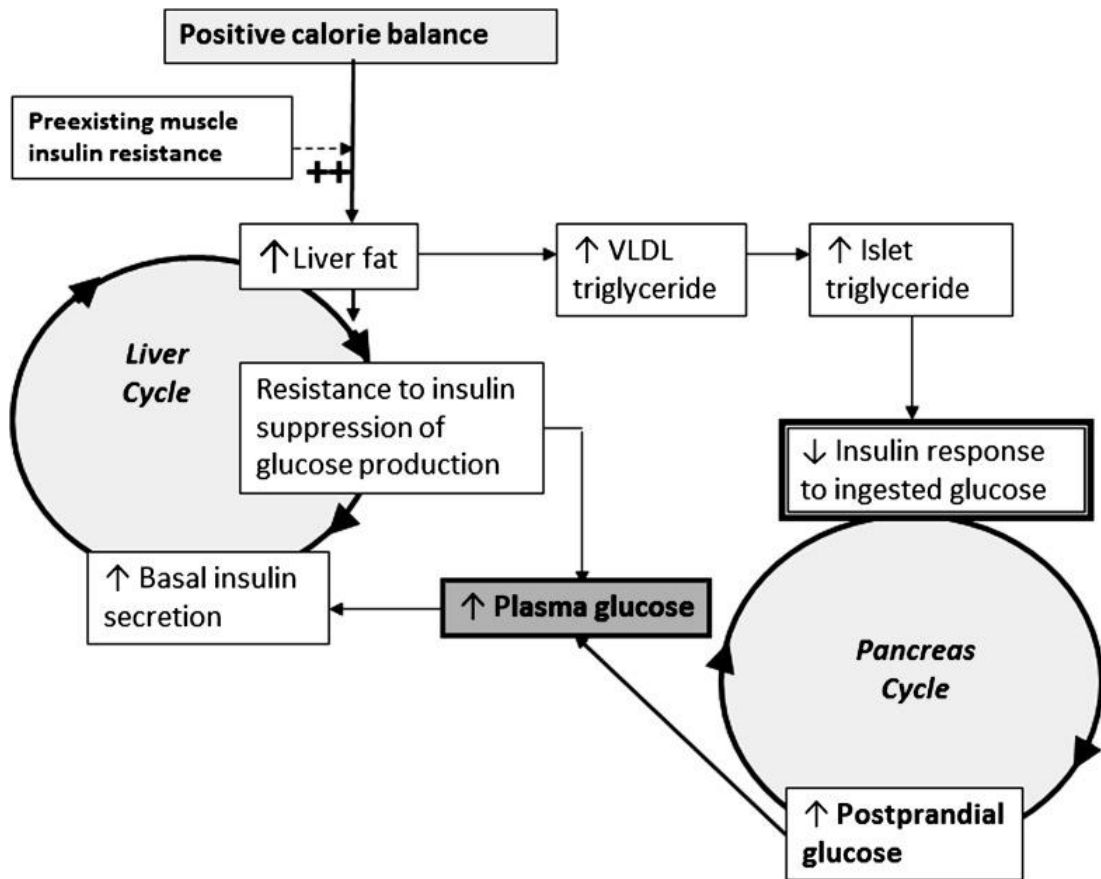 Positive calorie balance
Preexisting muscle
insulin resistance
++
↑ Liver fat
↑ VLDL
triglyceride
↑ Islet
triglyceride
Liver
Cycle
Resistance to insulin
suppression of
glucose production
↓ Insulin response
to ingested glucose
↑ Basal insulin
secretion
↑ Plasma glucose
Pancreas
Cycle
↑ Postprandial
glucose